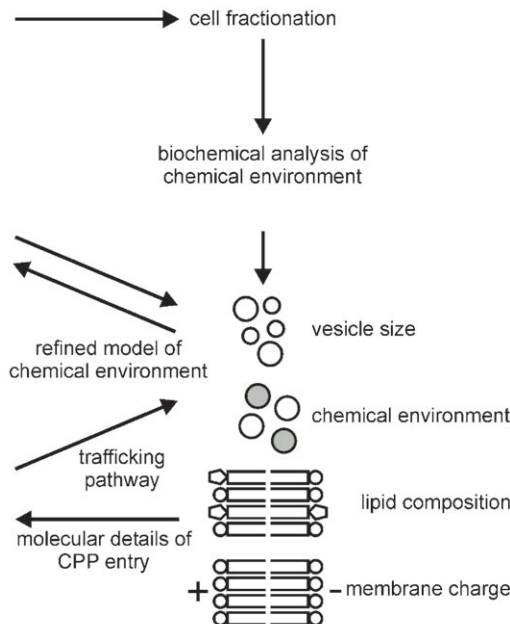 cell fractionation
biochemical analysis of
chemical environment
vesicle size
refined model of
chemical environment
chemical environment
trafficking
pathway
lipid composition
molecular details of
CPP entry
+
– membrane charge